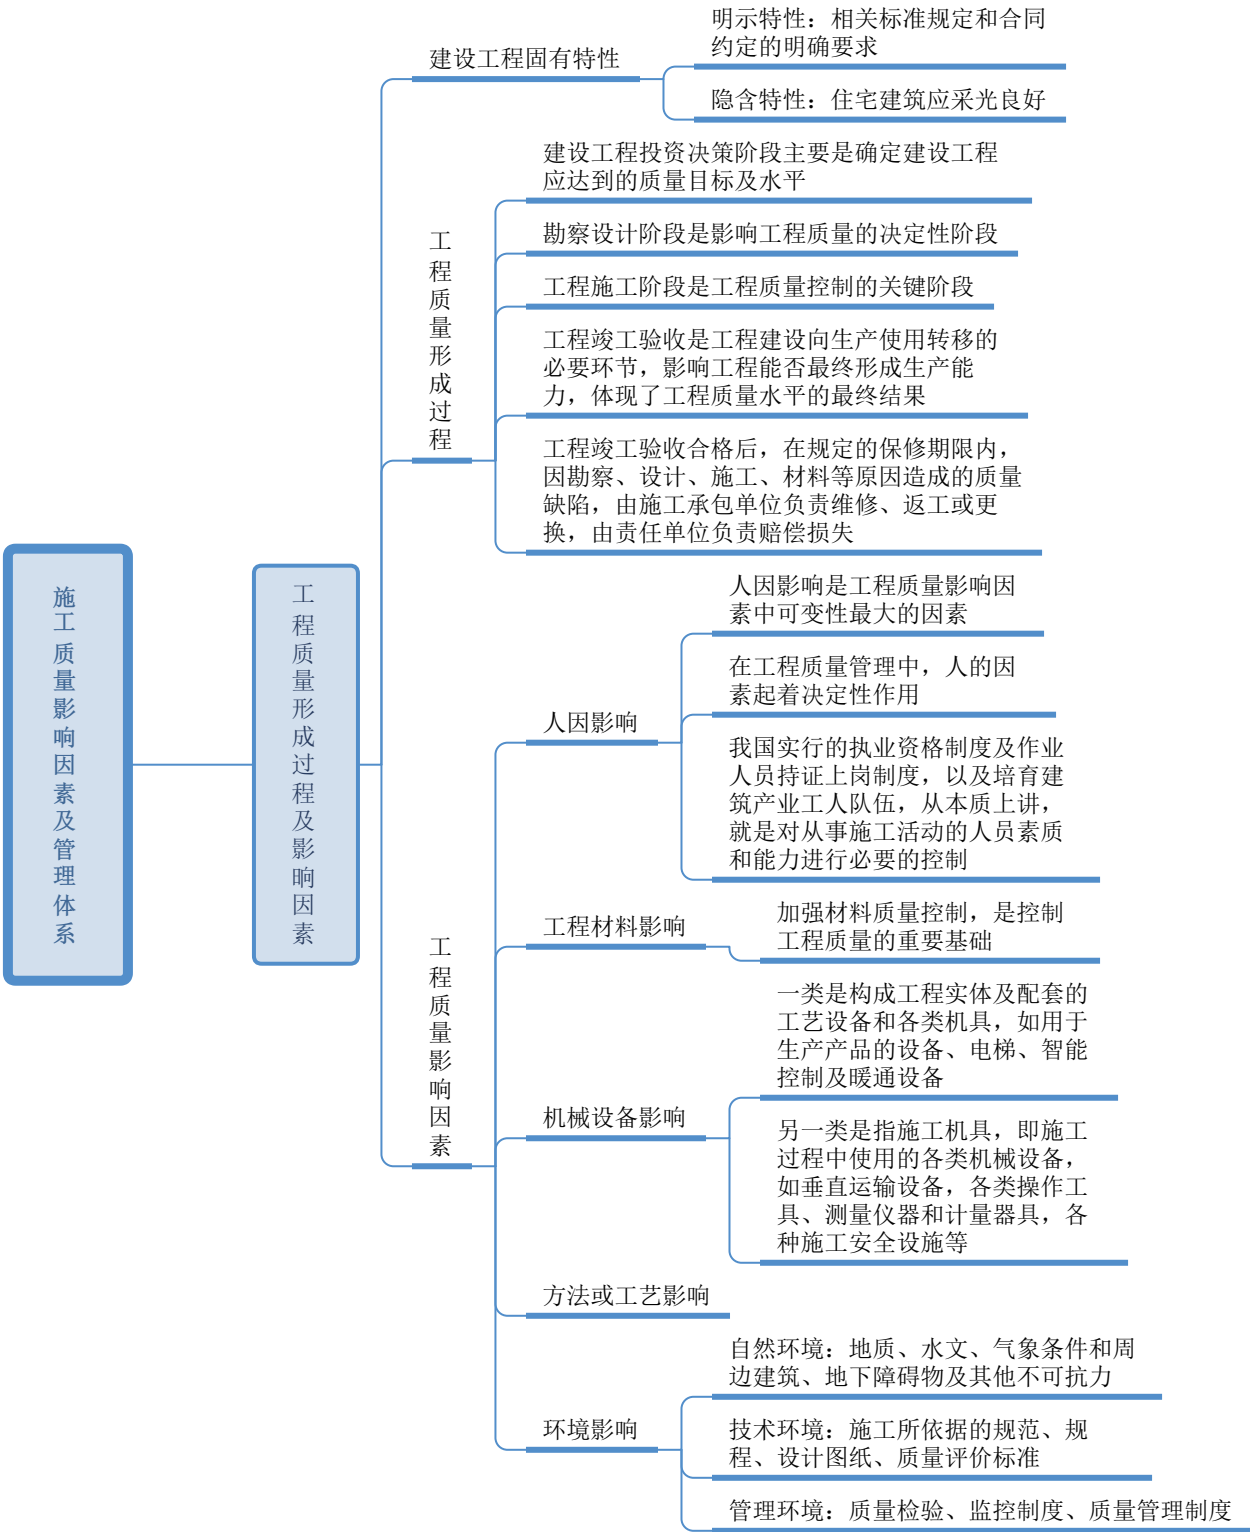 施工质量影响因素及管理体系
工程质量形成过程及影响因素
建设工程固有特性
明示特性：相关标准规定和合同
约定的明确要求
隐含特性：住宅建筑应采光良好
工程质量形成过程
建设工程投资决策阶段主要是确定建设工程
应达到的质量目标及水平
勘察设计阶段是影响工程质量的决定性阶段
工程施工阶段是工程质量控制的关键阶段
工程竣工验收是工程建设向生产使用转移的
必要环节，影响工程能否最终形成生产能
力，体现了工程质量水平的最终结果
工程竣工验收合格后，在规定的保修期限内，
因勘察、设计、施工、材料等原因造成的质量
缺陷，由施工承包单位负责维修、返工或更
换，由责任单位负责赔偿损失
工程质量影响因素
人因影响
人因影响是工程质量影响因
素中可变性最大的因素
在工程质量管理中，人的因
素起着决定性作用
我国实行的执业资格制度及作业
人员持证上岗制度，以及培育建
筑产业工人队伍，从本质上讲，
就是对从事施工活动的人员素质
和能力进行必要的控制
工程材料影响
加强材料质量控制，是控制
工程质量的重要基础
机械设备影响
一类是构成工程实体及配套的
工艺设备和各类机具，如用于
生产产品的设备、电梯、智能
控制及暖通设备
另一类是指施工机具，即施工
过程中使用的各类机械设备，
如垂直运输设备，各类操作工
具、测量仪器和计量器具，各
种施工安全设施等
方法或工艺影响
环境影响
自然环境：地质、水文、气象条件和周
边建筑、地下障碍物及其他不可抗力
技术环境：施工所依据的规范、规
程、设计图纸、质量评价标准
管理环境：质量检验、监控制度、质量管理制度